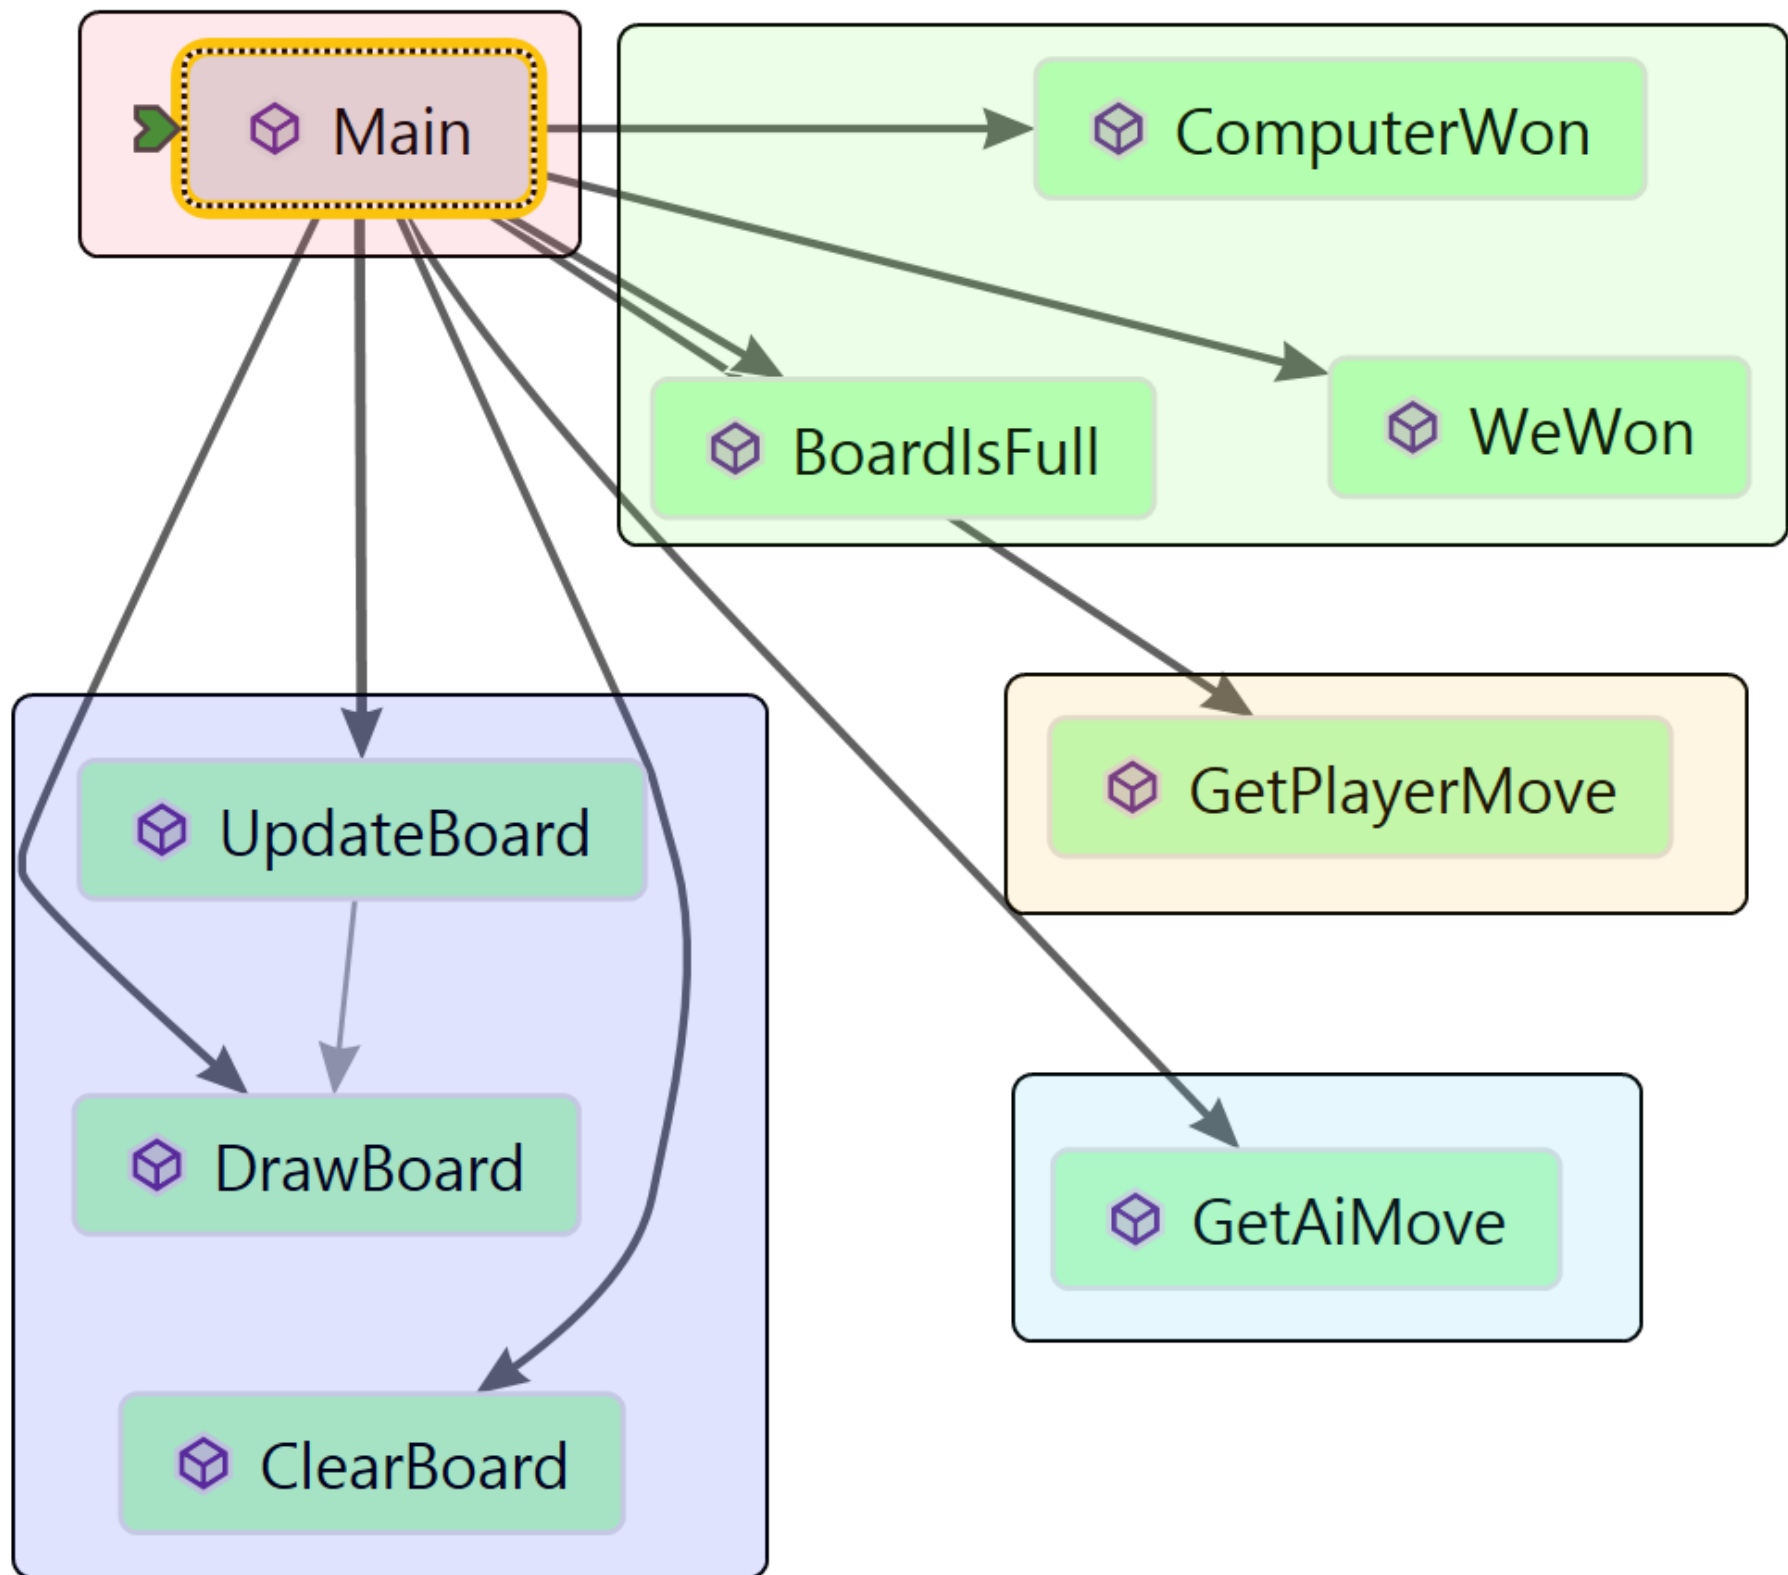 Main
ComputerWon
WeWon
BoardIsFull
GetPlayerMove
UpdateBoard
DrawBoard
GetAiMove
ClearBoard